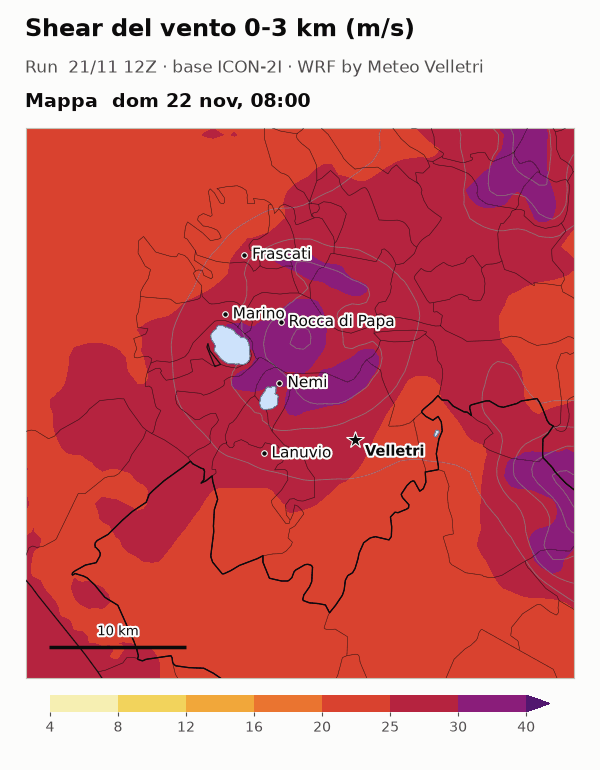 Shear del vento 0-3 km (m/s)
Run  21/11 12Z · base ICON-2I · WRF by Meteo Velletri
Mappa  dom 22 nov, 08:00
Frascati
Marino
Rocca di Papa
Nemi
Velletri
Lanuvio
10 km
4 8 12 16 20 25 30 40